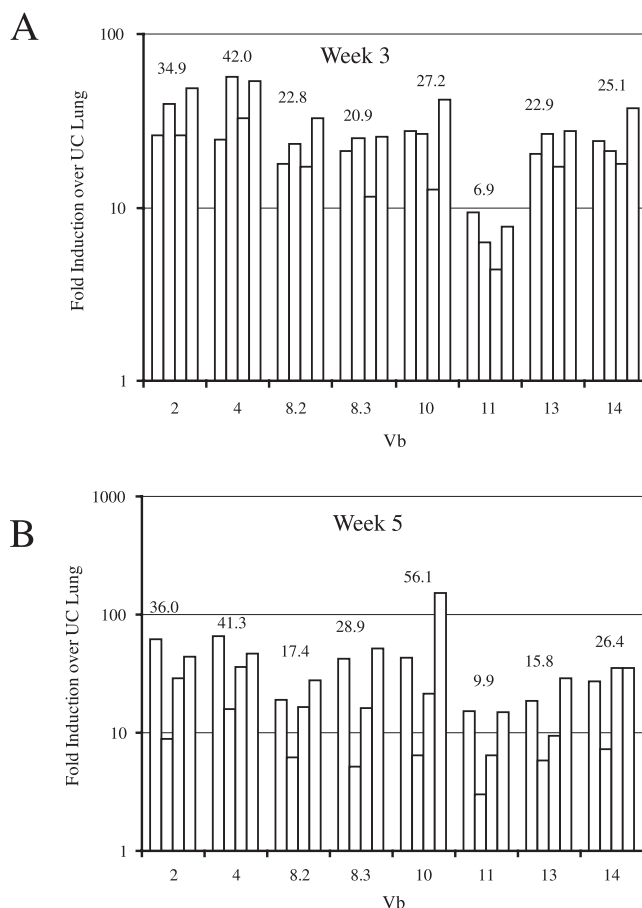 A
Week 3
Fold Induction over UC Lung
100
10
1
34.9 42.0 22.8 20.9 27.2 6.9 22.9 25.1
2 4 8.2 8.3 10 11 13 14
Vb
B
Week 5
Fold Induction over UC Lung
1000
100
10
1
36.0 41.3 17.4 28.9 56.1 9.9 15.8 26.4
2 4 8.2 8.3 10 11 13 14
Vb